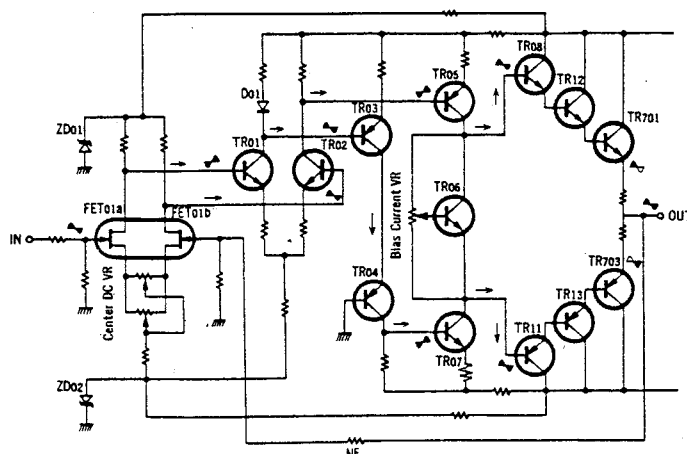 TR08
TR05
TR12
D01
TR03
TR701
ZD01
TR01
TR02
TR06
Bias Current VR
FET01a
FET01b
IN
OUT
Center DC VR
TR04
TR703
TR13
TR07
TR11
ZD02
NF